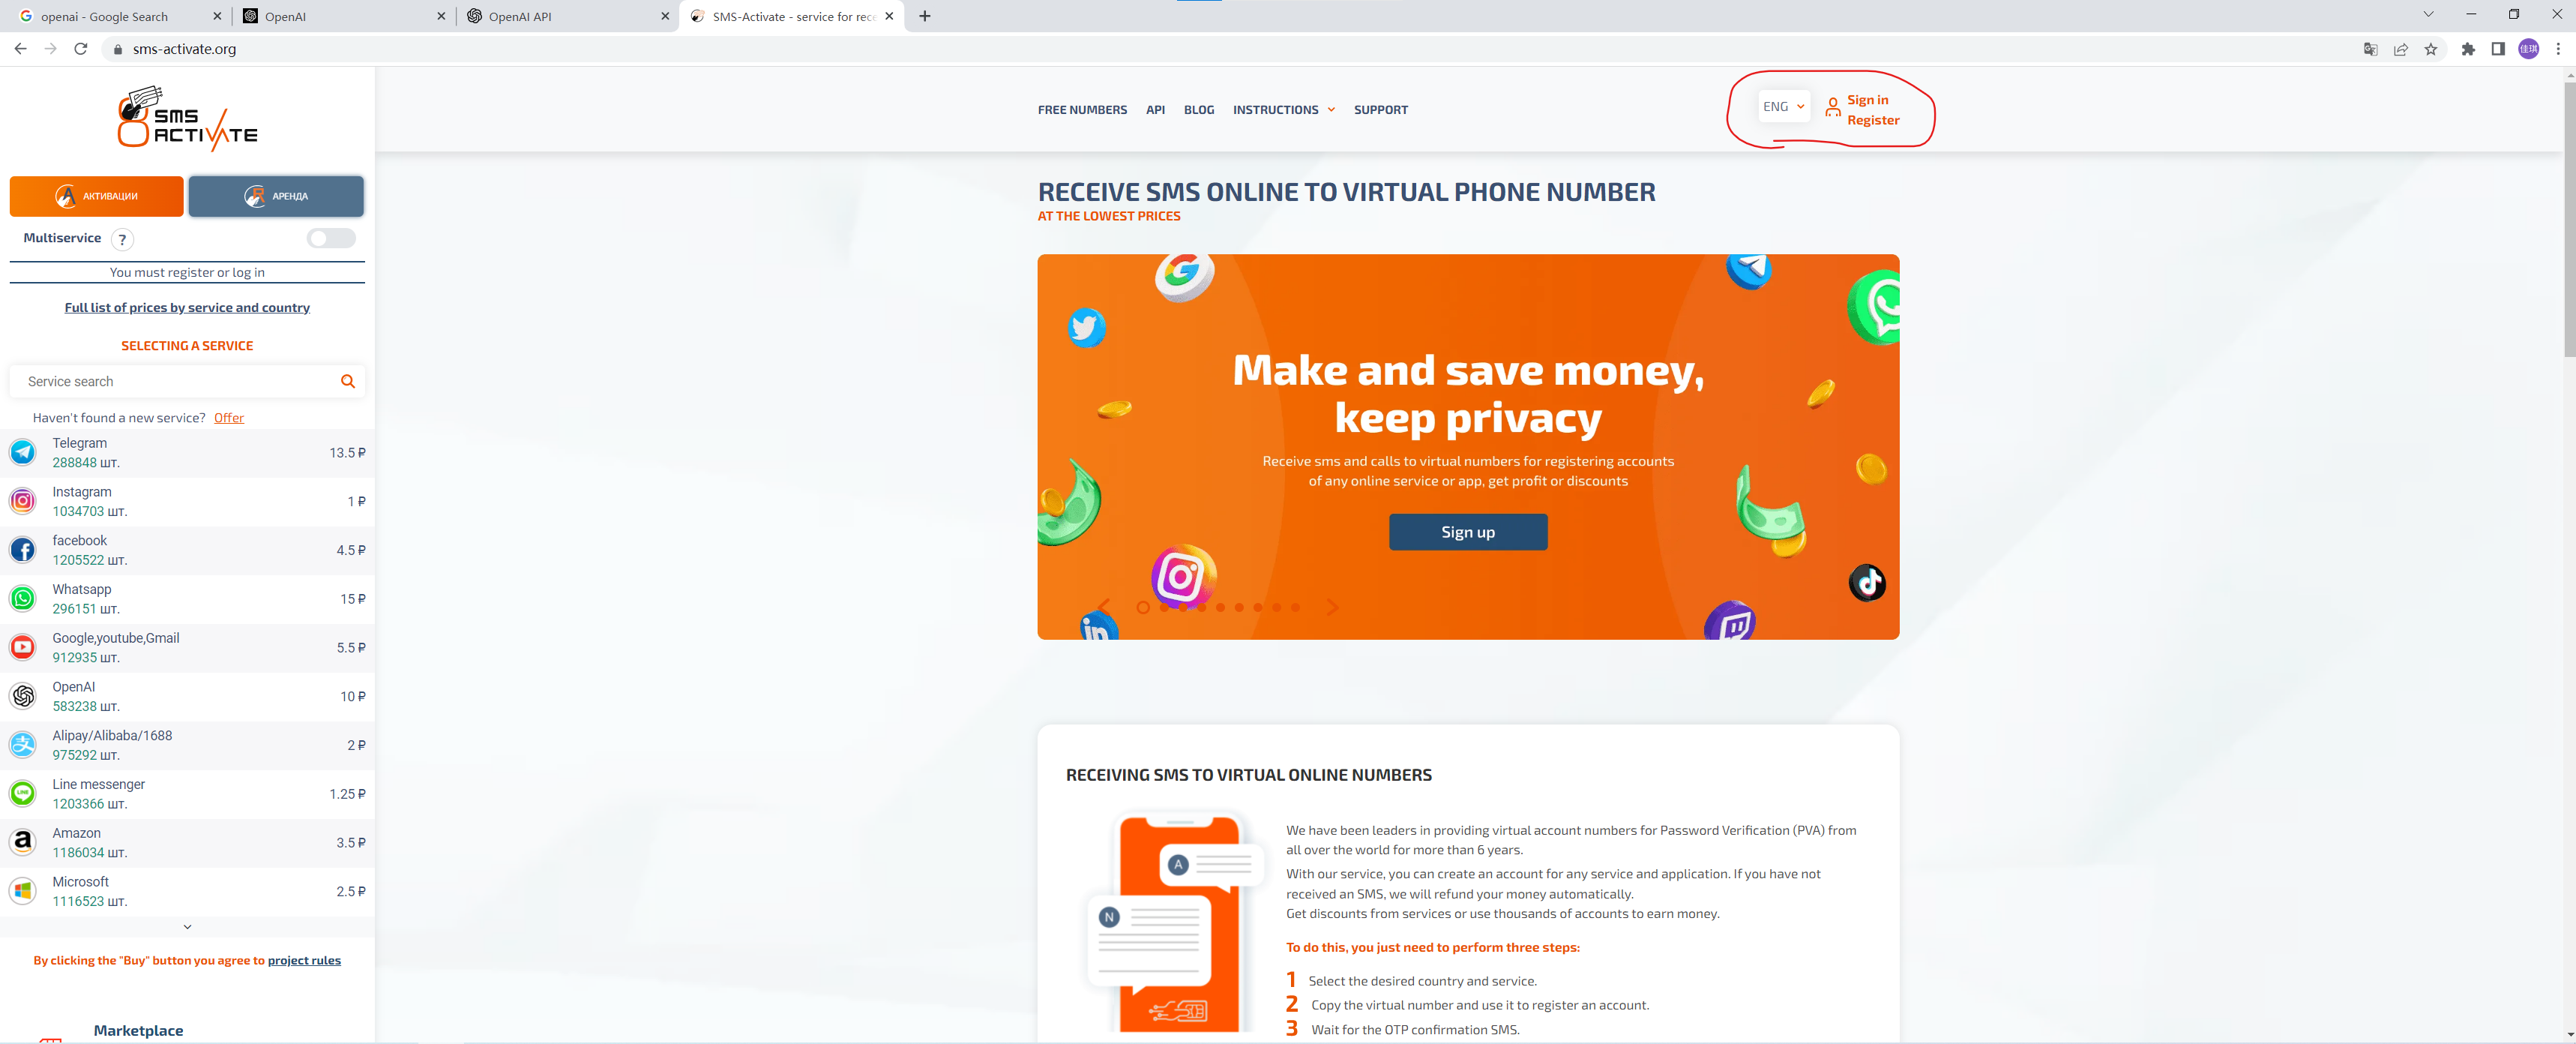 openai - Google Search
OpenAI
OpenAI API
SMS-Activate - service for rece
sms-activate.org
佳琪
SMS
ACTIVATE
FREE NUMBERS
API
BLOG
INSTRUCTIONS
SUPPORT
ENG
Sign in
Register
АКТИВАЦИИ
АРЕНДА
Multiservice
?
You must register or log in
Full list of prices by service and country
SELECTING A SERVICE
Service search
Haven't found a new service? Offer
Telegram
288848 шт.
13.5 ₽
Instagram
1034703 шт.
1 ₽
facebook
1205522 шт.
4.5 ₽
Whatsapp
296151 шт.
15 ₽
Google,youtube,Gmail
912935 шт.
5.5 ₽
OpenAI
583238 шт.
10 ₽
Alipay/Alibaba/1688
975292 шт.
2 ₽
Line messenger
1203366 шт.
1.25 ₽
Amazon
1186034 шт.
3.5 ₽
Microsoft
1116523 шт.
2.5 ₽
By clicking the "Buy" button you agree to project rules
Marketplace
RECEIVE SMS ONLINE TO VIRTUAL PHONE NUMBER
AT THE LOWEST PRICES
Make and save money,
keep privacy
Receive sms and calls to virtual numbers for registering accounts
of any online service or app, get profit or discounts
Sign up
RECEIVING SMS TO VIRTUAL ONLINE NUMBERS
A
N
We have been leaders in providing virtual account numbers for Password Verification (PVA) from
all over the world for more than 6 years.
With our service, you can create an account for any service and application. If you have not
received an SMS, we will refund your money automatically.
Get discounts from services or use thousands of accounts to earn money.
To do this, you just need to perform three steps:
1 Select the desired country and service.
2 Copy the virtual number and use it to register an account.
3 Wait for the OTP confirmation SMS.